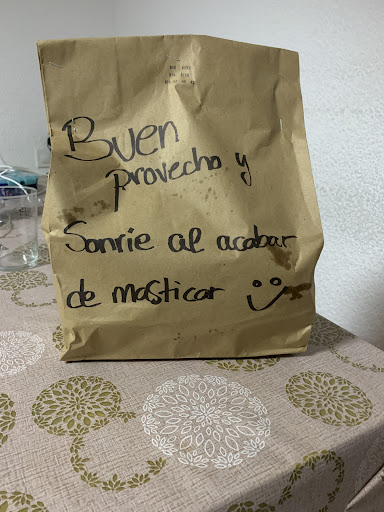 Buen
provecho y
Sonrie al acabar
de masticar